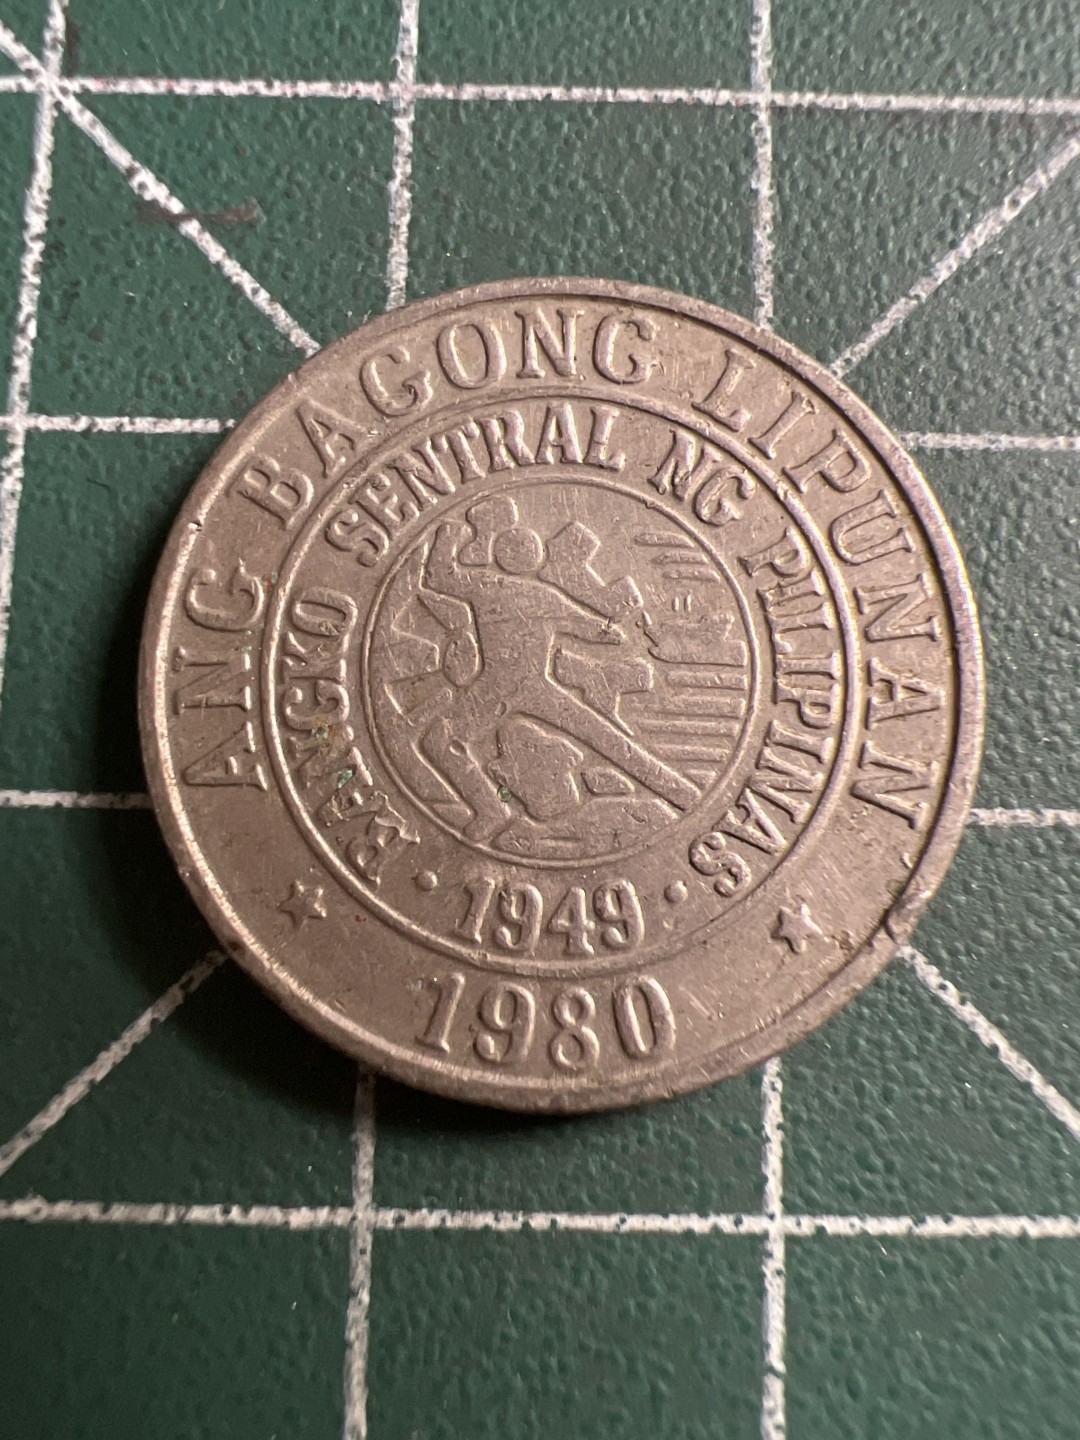 ANG BAGONG LIPUNAN
BANGKO SENTRAL NG PILIPINAS
· 1949 ·
1980